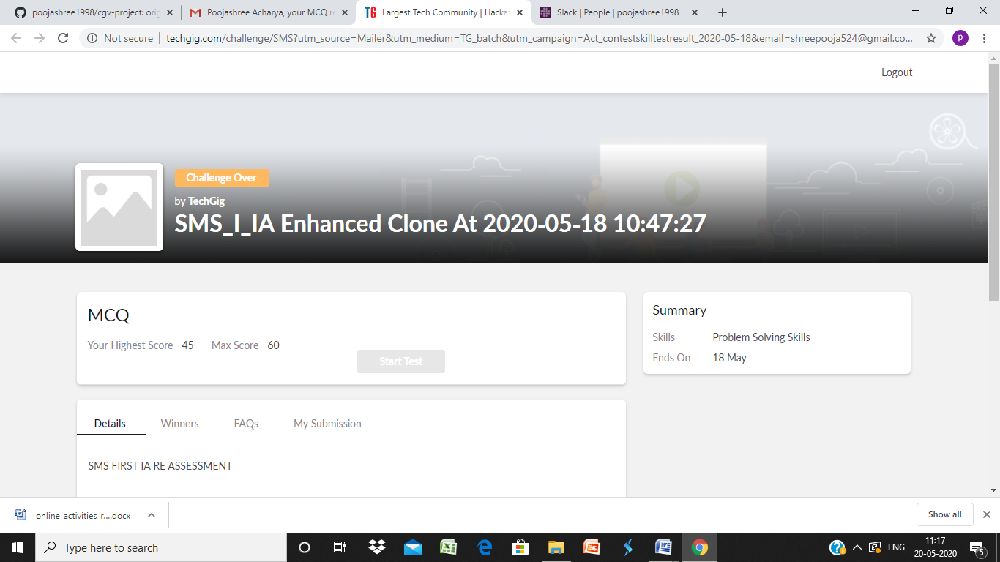 poojashree1998/cgv-project: orig
Poojashree Acharya, your MCQ re
TG Largest Tech Community | Hackat
Slack | People | poojashree1998
Not secure | techgig.com/challenge/SMS?utm_source=Mailer&utm_medium=TG_batch&utm_campaign=Act_contestskilltestresult_2020-05-18&email=shreepooja524@gmail.co...
P
Logout
Challenge Over
by TechGig
SMS_I_IA Enhanced Clone At 2020-05-18 10:47:27
MCQ
Your Highest Score 45 Max Score 60
Start Test
Summary
Skills Problem Solving Skills
Ends On 18 May
Details Winners FAQs My Submission
SMS FIRST IA RE ASSESSMENT
online_activities_r....docx
Show all
Type here to search
ENG
11:17
20-05-2020
5